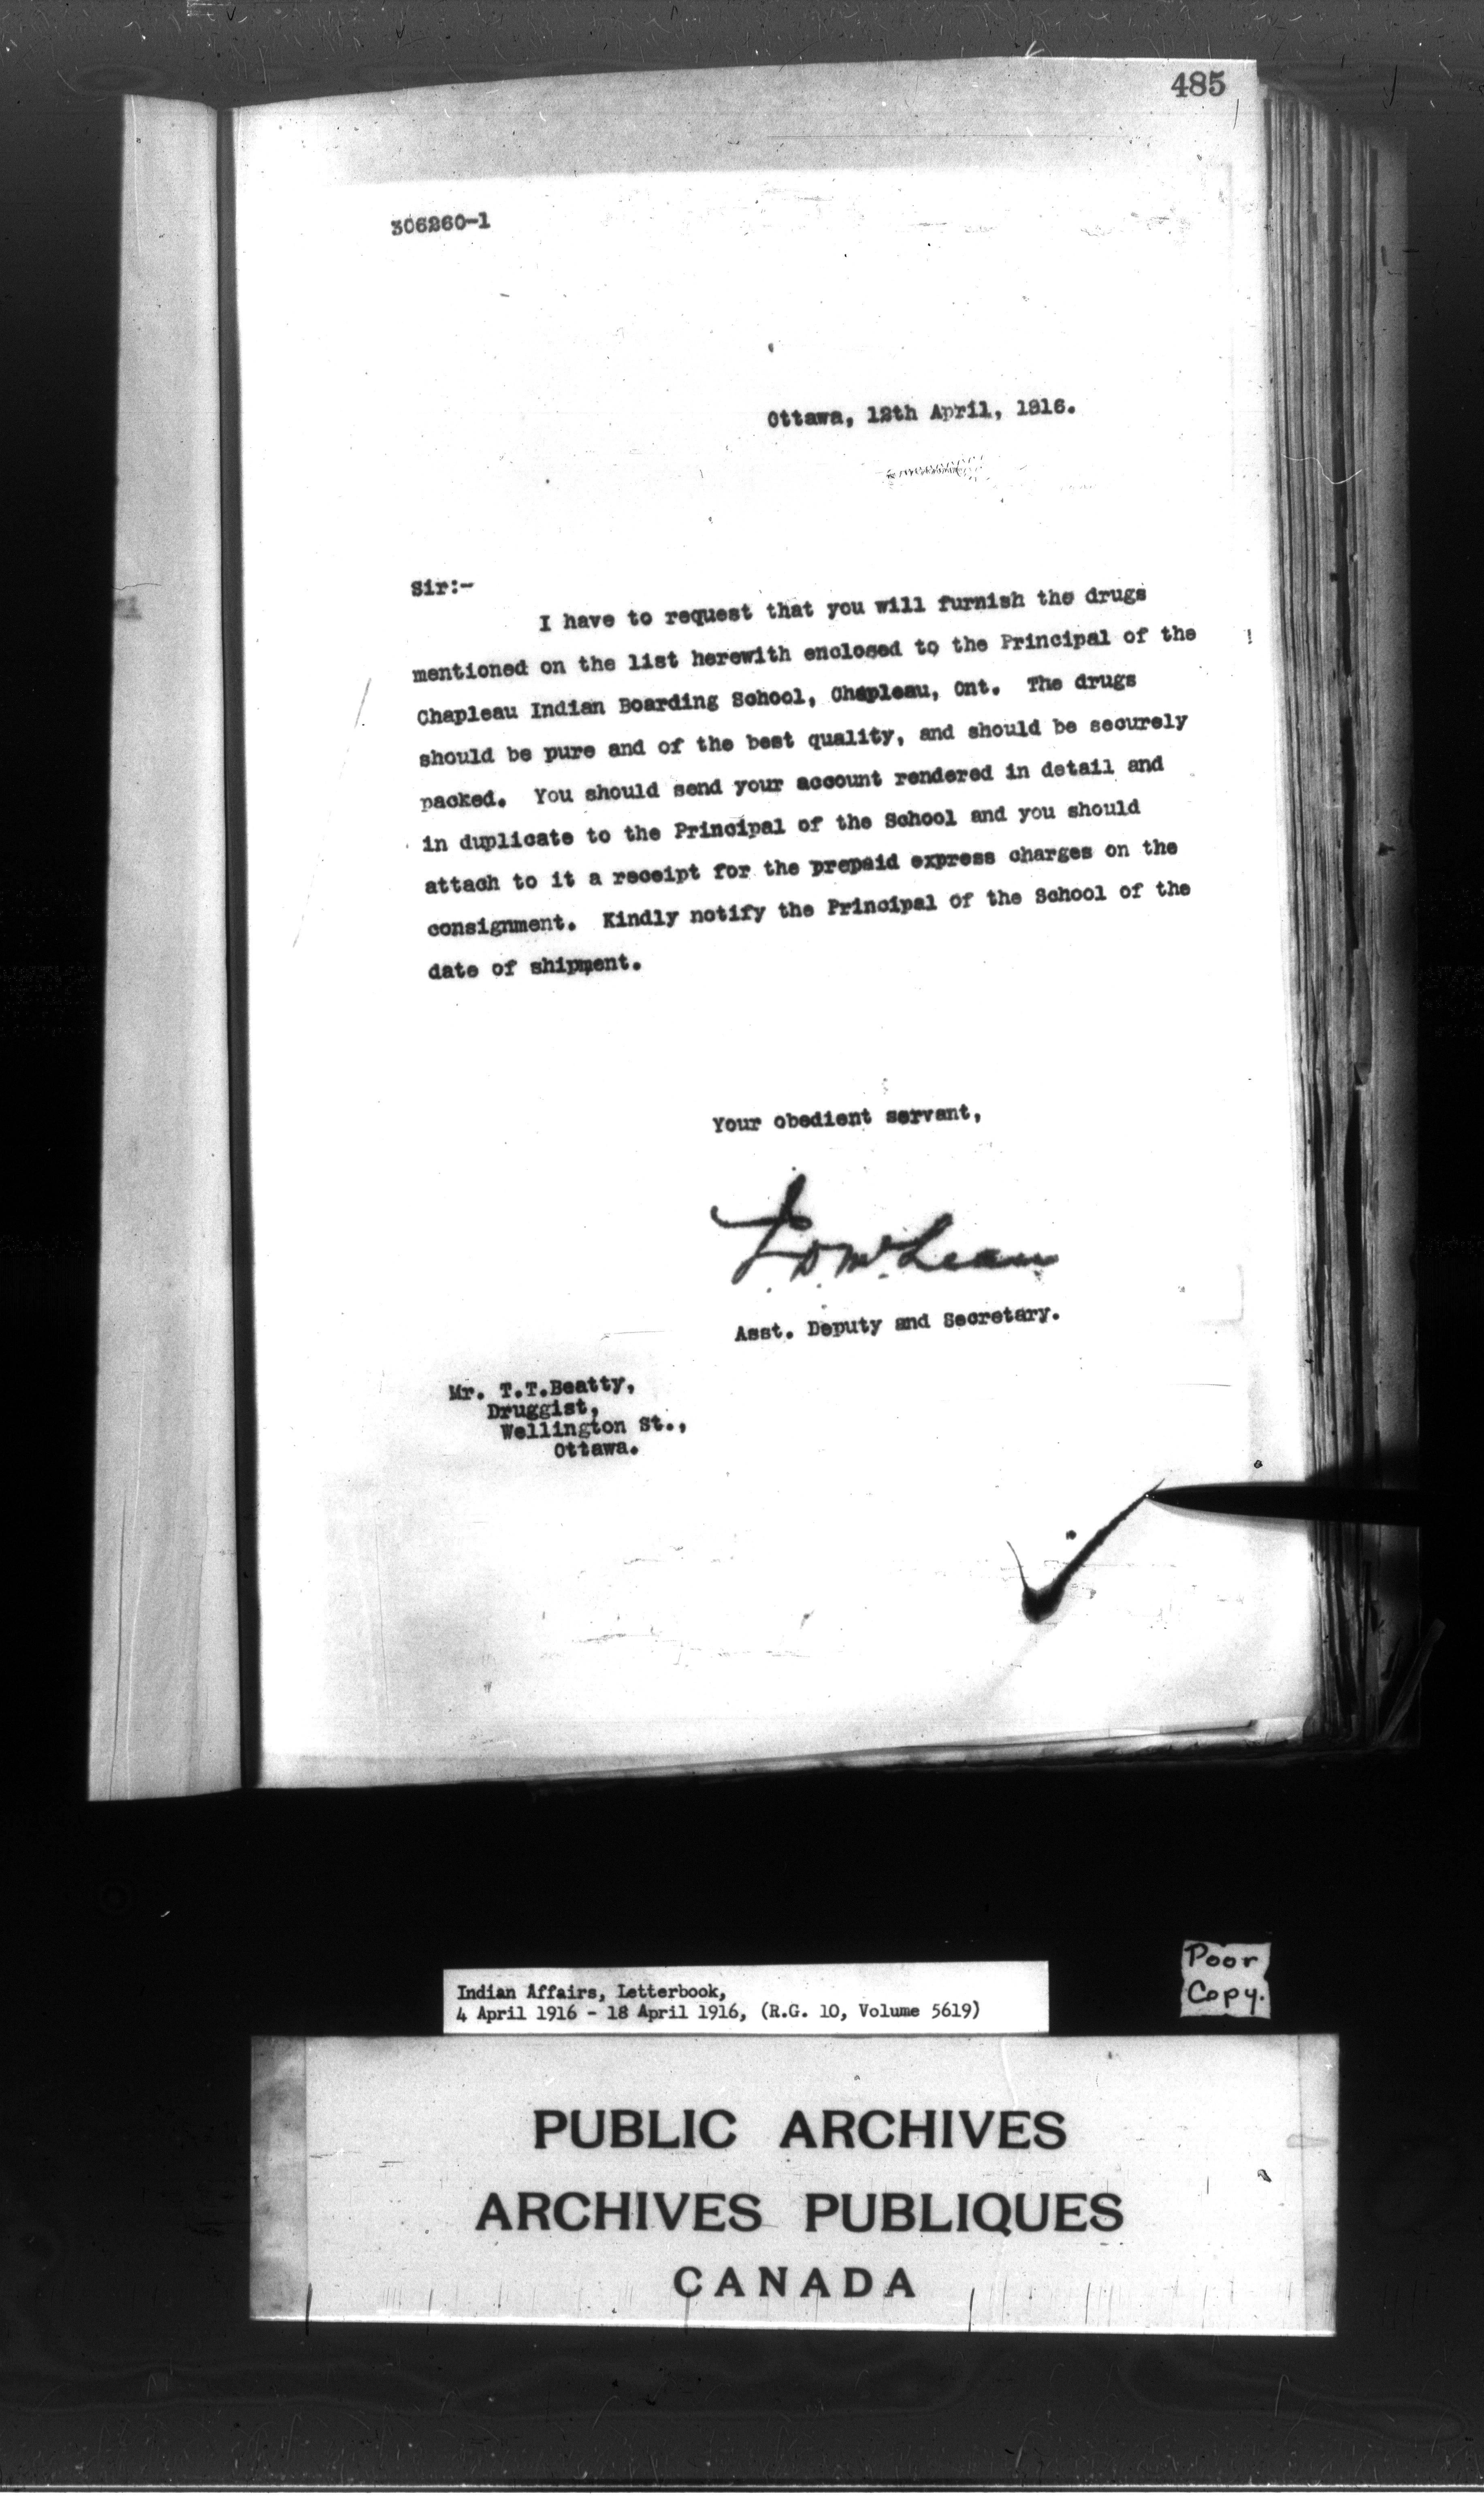 485
306260-1
Ottawa, 12th April, 1916.
Sir:-
I have to request that you will furnish the drugs
mentioned on the list herewith enclosed to the Principal of the
Chapleau Indian Boarding School, Chapleau, Ont. The drugs
should be pure and of the best quality, and should be securely
packed. You should send your account rendered in detail and
in duplicate to the Principal of the School and you should
attach to it a receipt for the prepaid express charges on the
consignment. Kindly notify the Principal of the School of the
date of shipment.
Your obedient servant,
J. D. McLean
Asst. Deputy and Secretary.
Mr. T.T.Beatty,
Druggist,
Wellington St.,
Ottawa.
Poor
Copy.
Indian Affairs, Letterbook,
4 April 1916 - 18 April 1916, (R.G. 10, Volume 5619)
PUBLIC ARCHIVES
ARCHIVES PUBLIQUES
CANADA